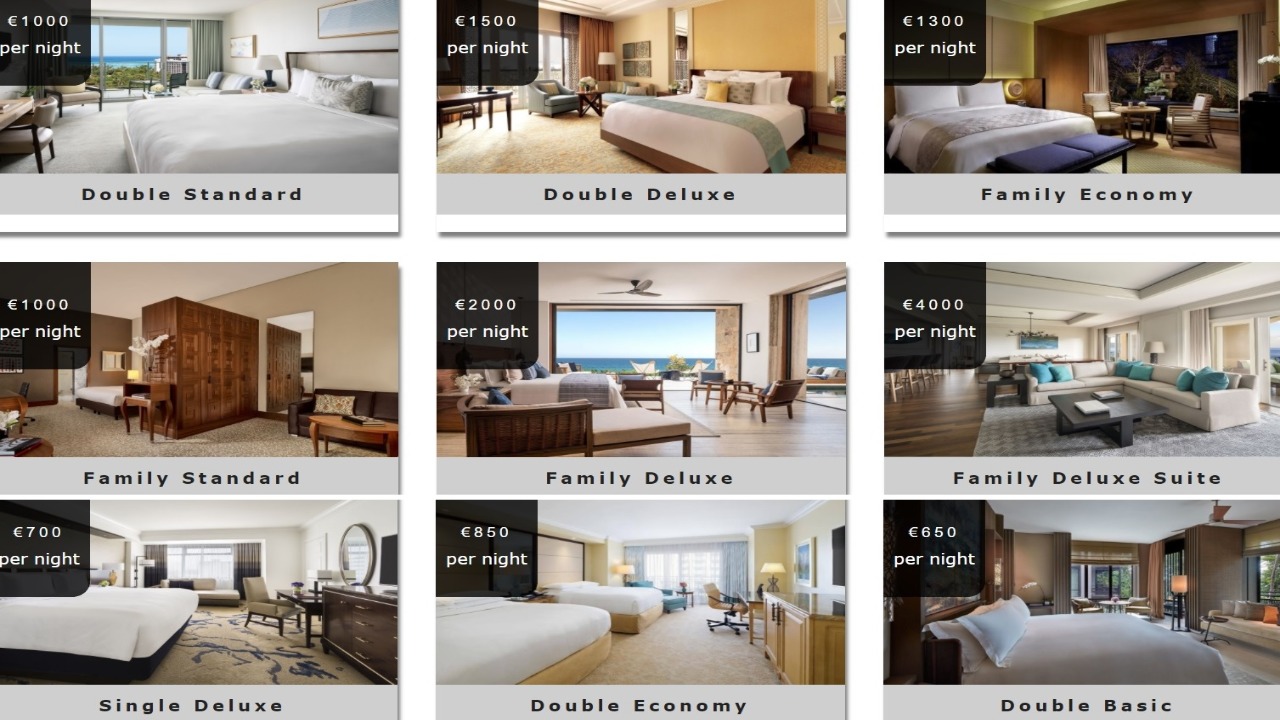 €1000
per night
Double Standard
€1500
per night
Double Deluxe
€1300
per night
Family Economy
€1000
per night
Family Standard
€2000
per night
Family Deluxe
€4000
per night
Family Deluxe Suite
€700
per night
Single Deluxe
€850
per night
Double Economy
€650
per night
Double Basic